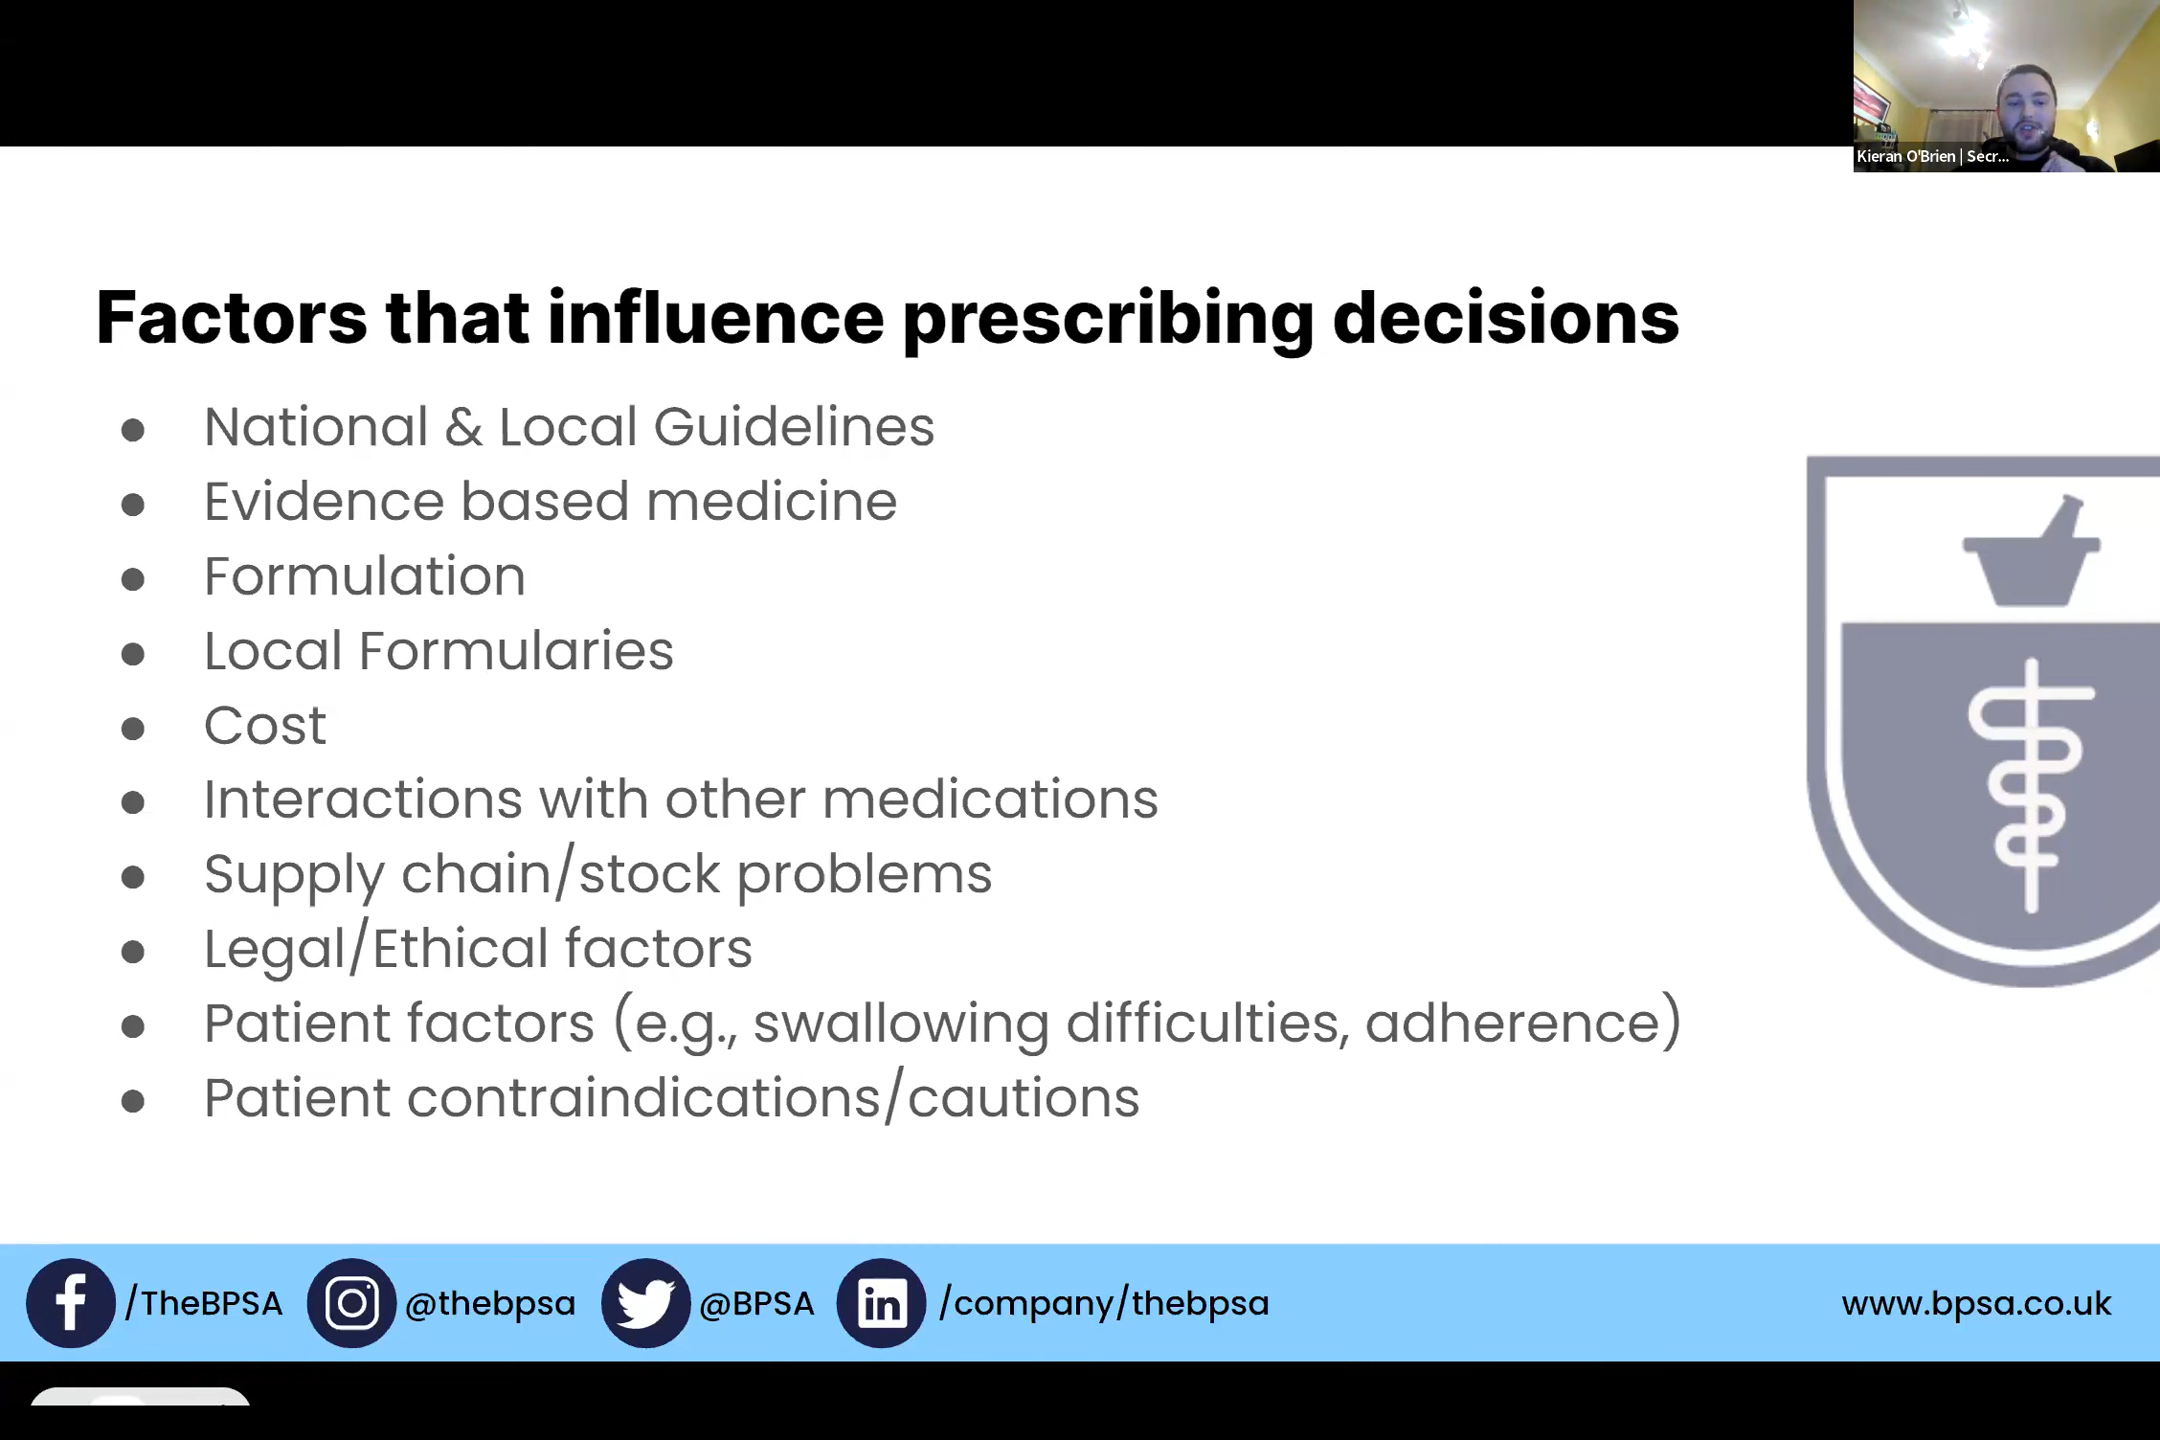 Kieran O'Brien | Secr...
Factors that influence prescribing decisions
● National & Local Guidelines
● Evidence based medicine
● Formulation
● Local Formularies
● Cost
● Interactions with other medications
● Supply chain/stock problems
● Legal/Ethical factors
● Patient factors (e.g., swallowing difficulties, adherence)
● Patient contraindications/cautions
/TheBPSA @thebpsa @BPSA /company/thebpsa www.bpsa.co.uk